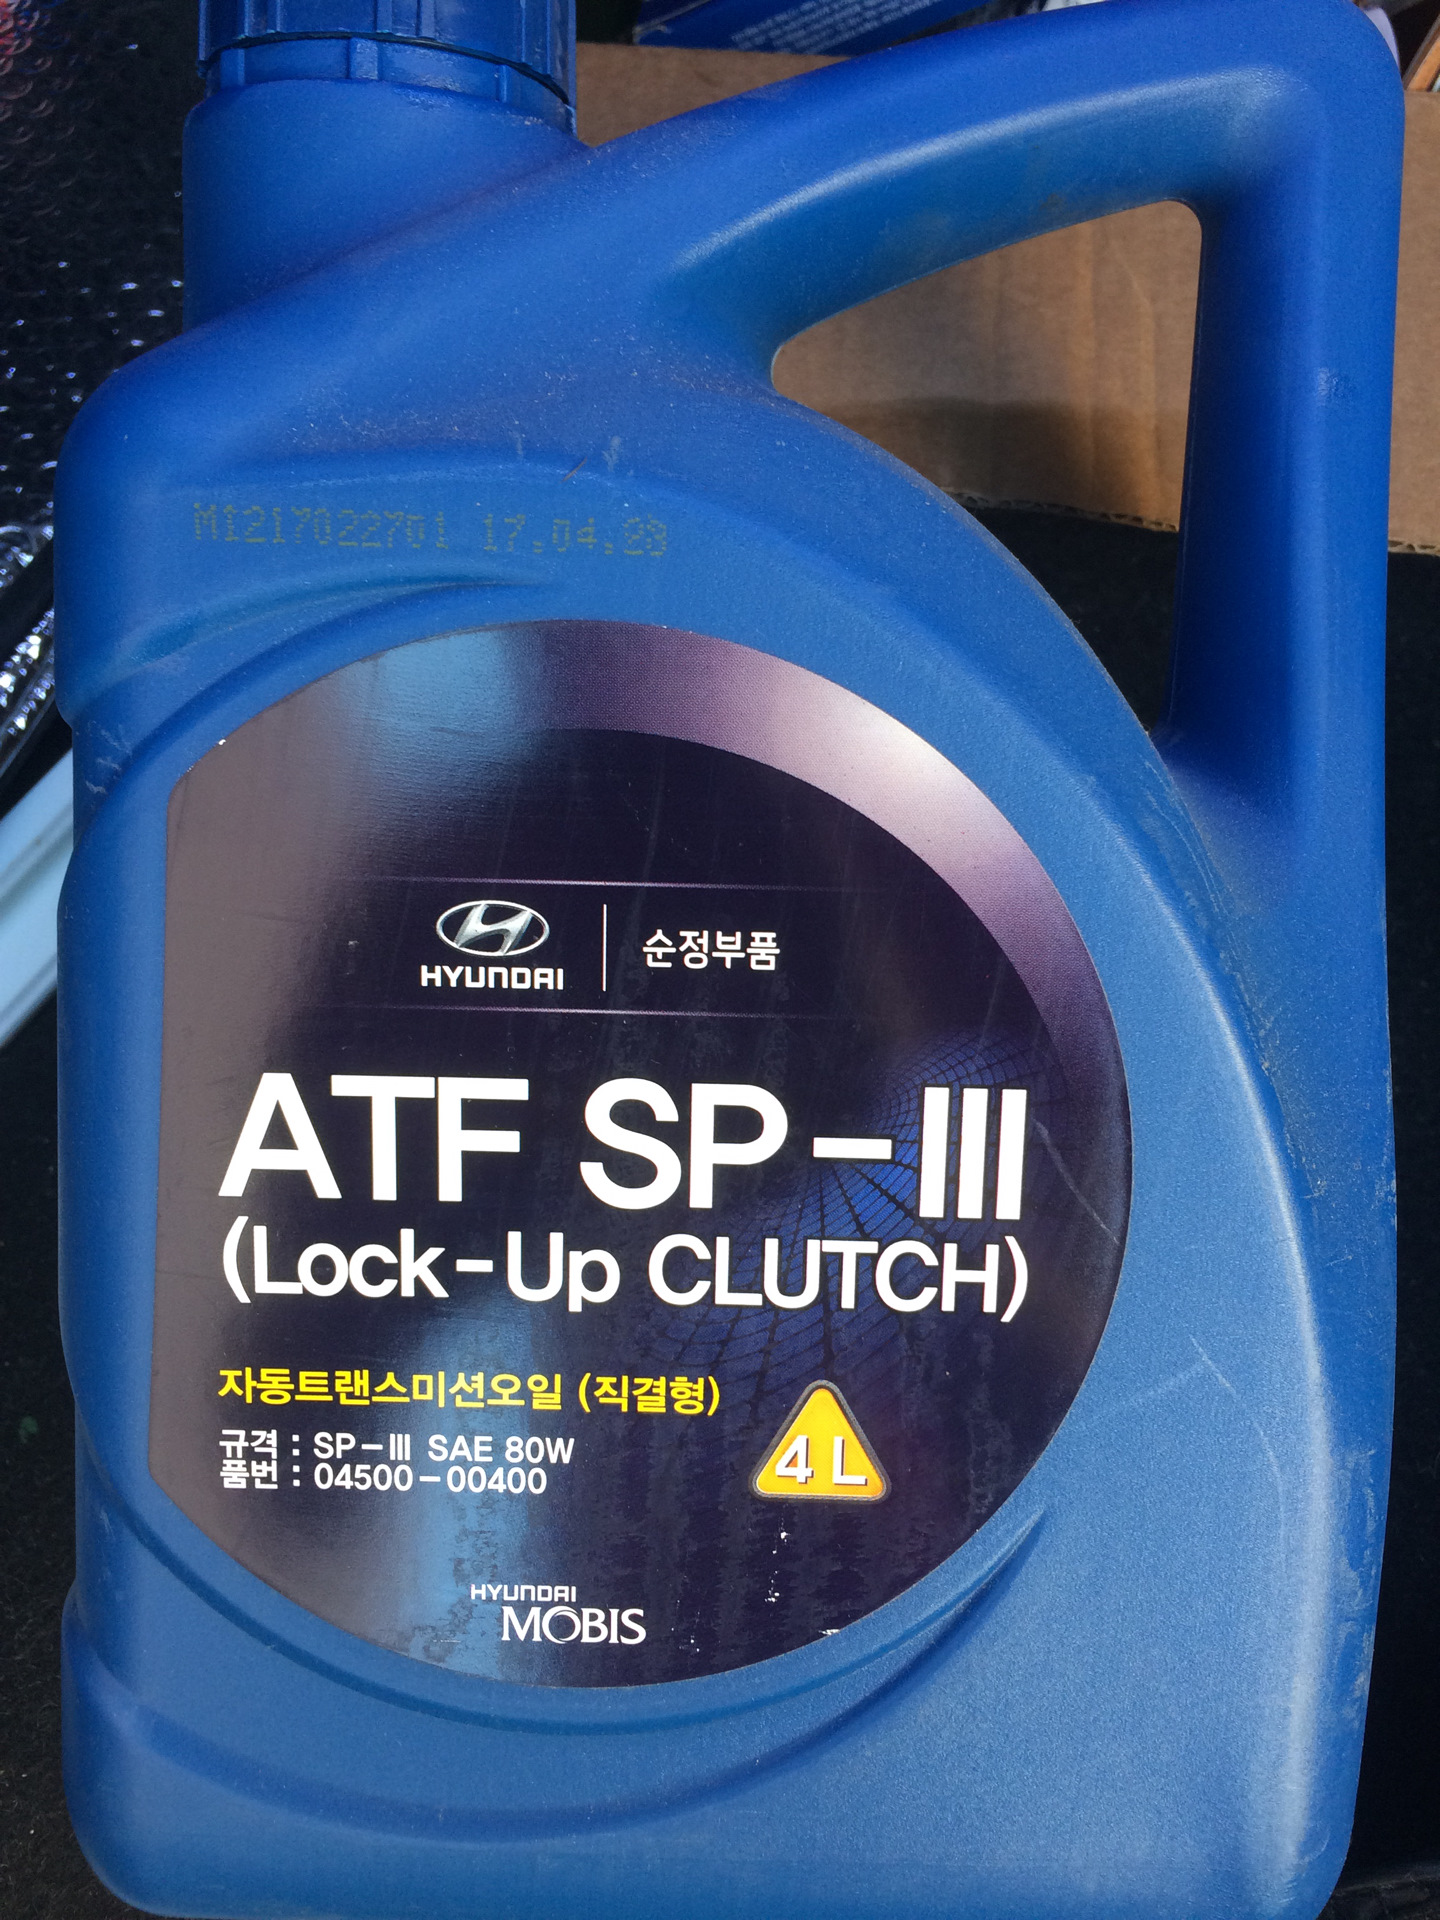 M1217022701 17.04.28
HYUNDAI
순정부품
ATF SP-III
(Lock-Up CLUTCH)
자동트랜스미션오일 (직결형)
규격 : SP-III SAE 80W
품번 : 04500-00400
4 L
HYUNDAI
MOBIS